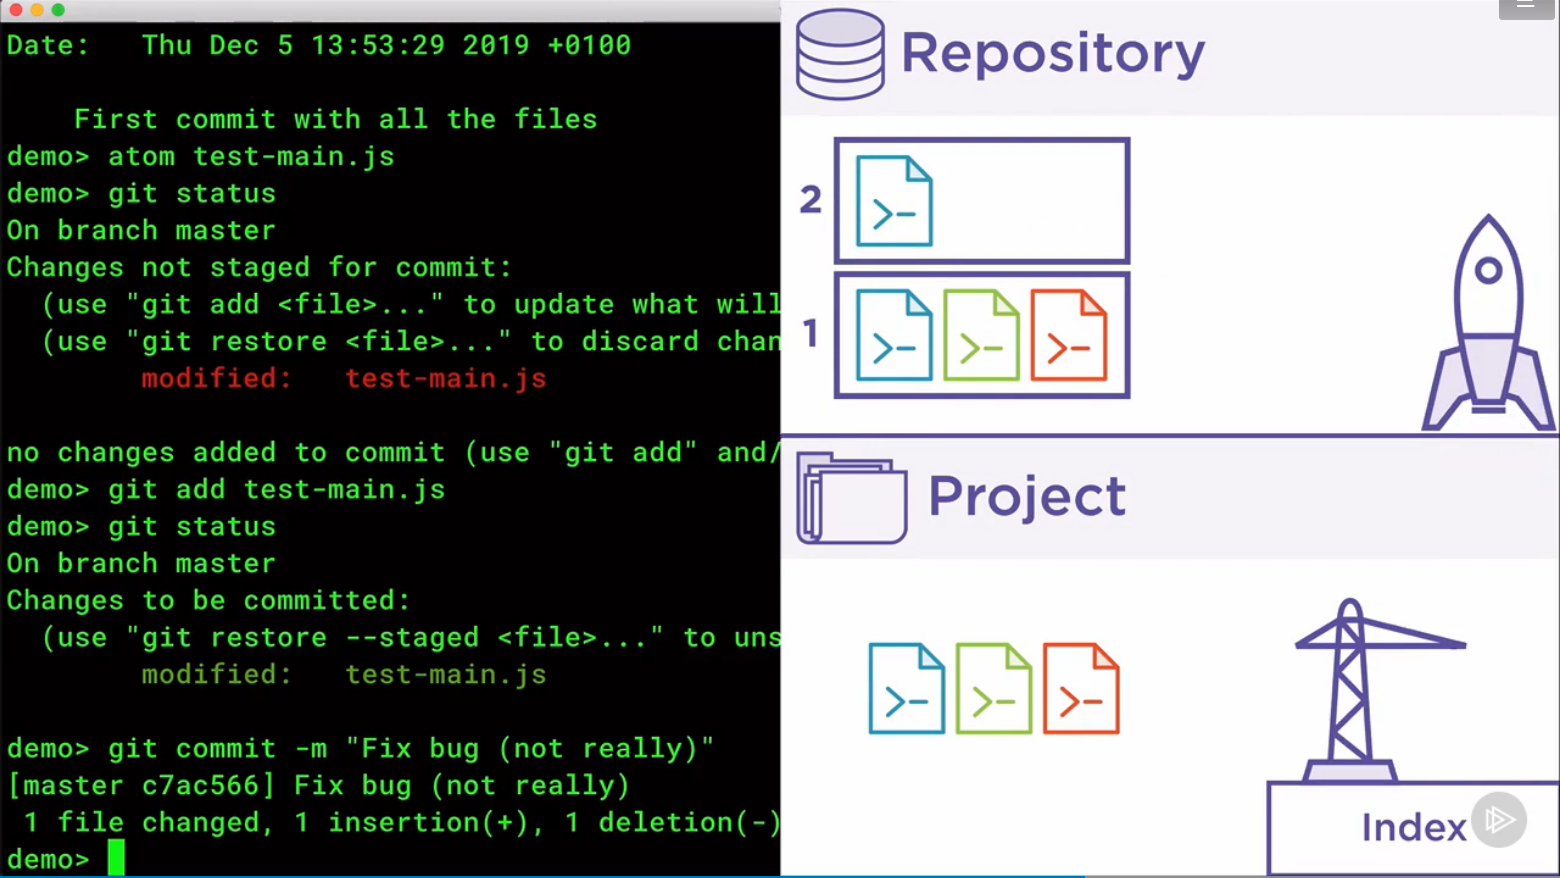 Date:   Thu Dec 5 13:53:29 2019 +0100
    First commit with all the files
demo> atom test-main.js
demo> git status
On branch master
Changes not staged for commit:
  (use "git add <file>..." to update what will
  (use "git restore <file>..." to discard chan
        modified:   test-main.js
no changes added to commit (use "git add" and/
demo> git add test-main.js
demo> git status
On branch master
Changes to be committed:
  (use "git restore --staged <file>..." to uns
        modified:   test-main.js
demo> git commit -m "Fix bug (not really)"
[master c7ac566] Fix bug (not really)
 1 file changed, 1 insertion(+), 1 deletion(-)
demo>
Repository
2
>-
1
>- >- >-
Project
>- >- >-
Index